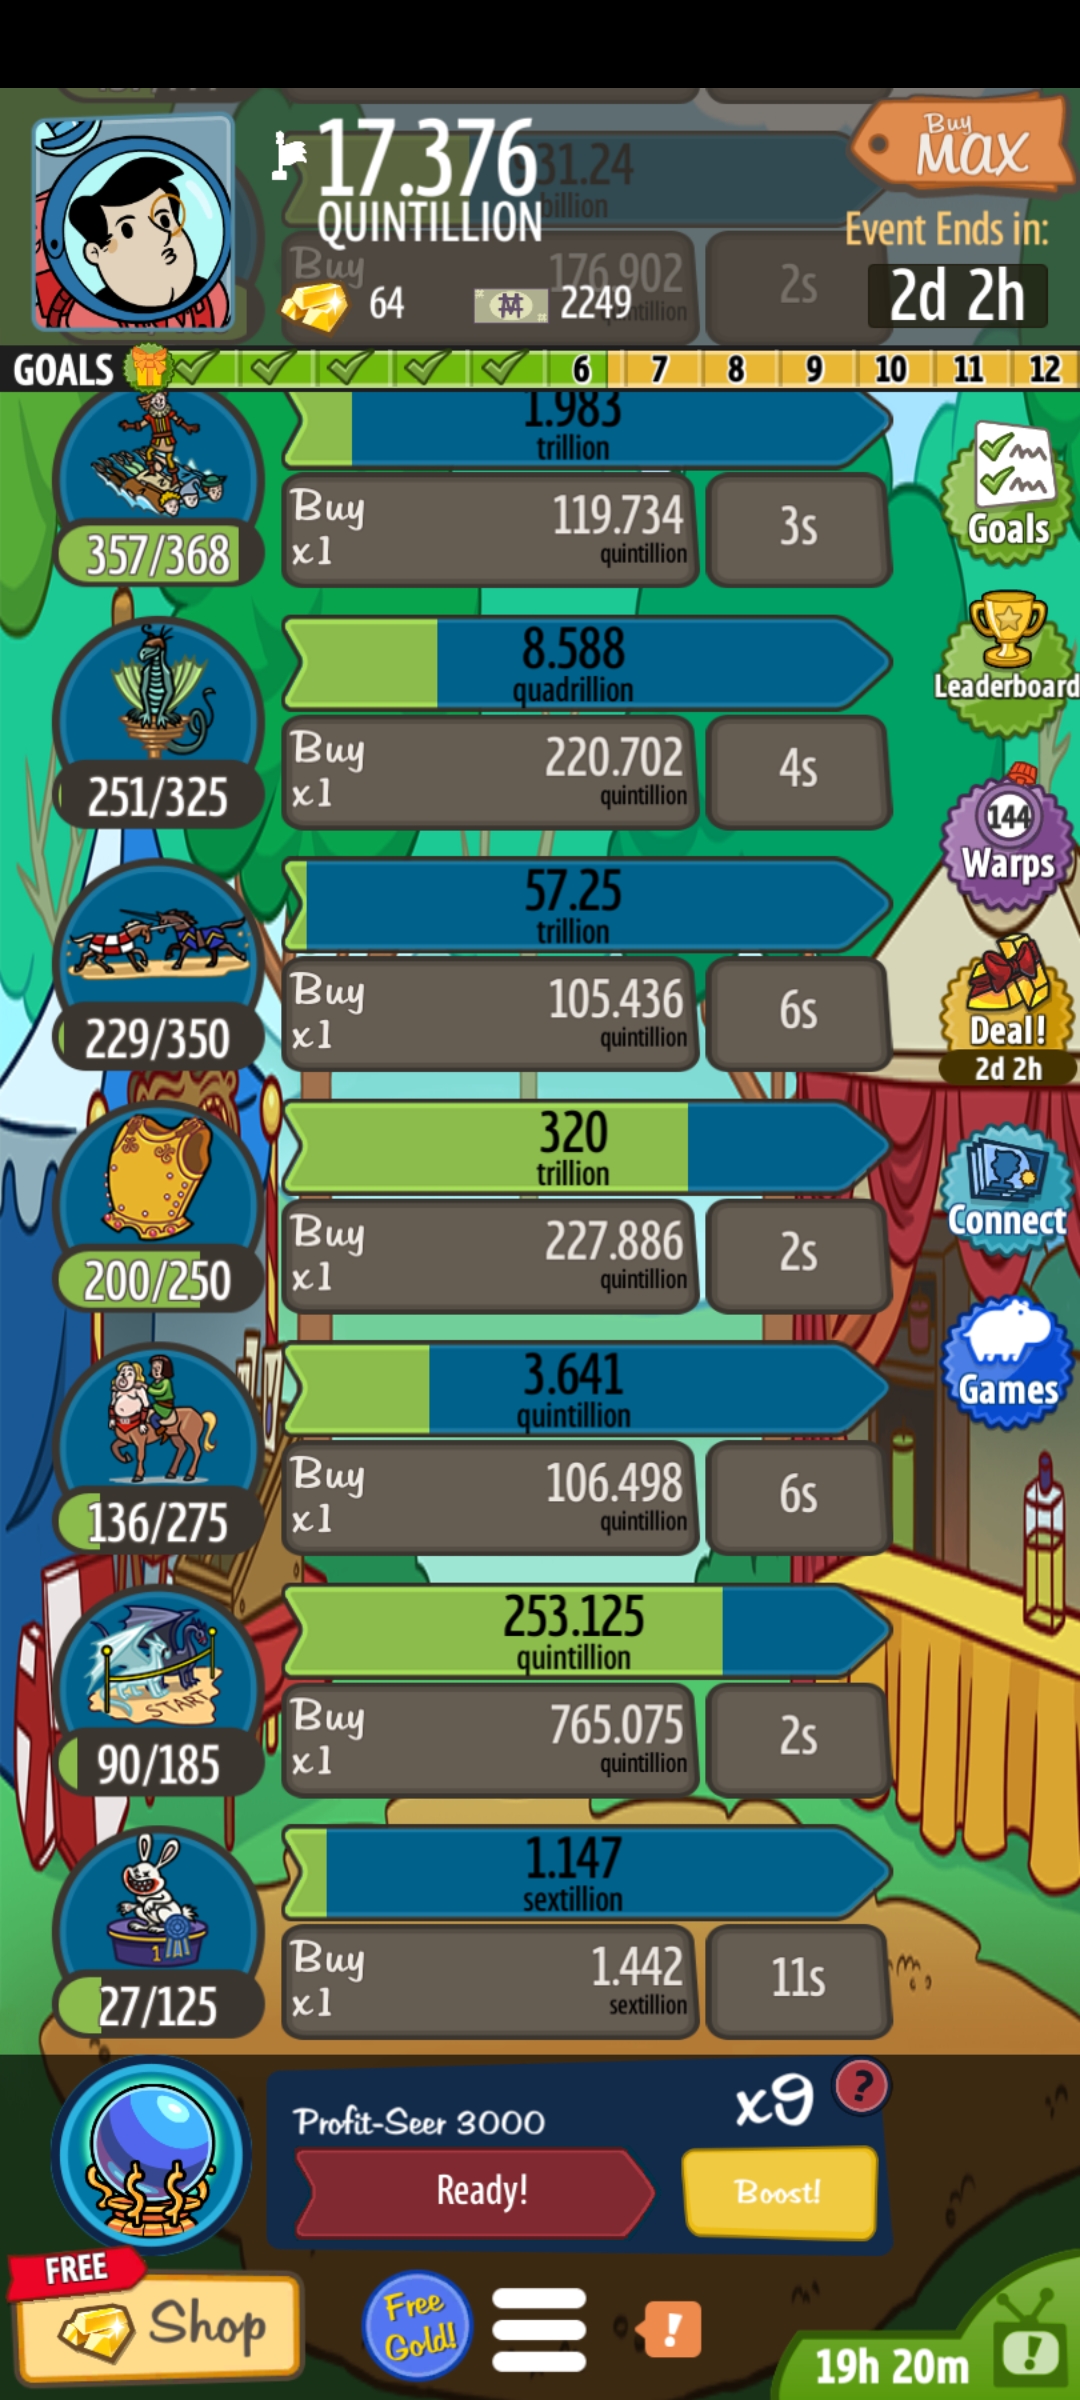 Buy
MAX
17.376
QUINTILLION
31.24
billion
Event Ends in:
2d 2h
Buy
176.902
quintillion
2s
64
2249
GOALS 6 7 8 9 10 11 12
1.983
trillion
Buy
x1
119.734
quintillion
3s
357/368
Goals
8.588
quadrillion
Buy
x1
220.702
quintillion
4s
251/325
Leaderboard
144
Warps
57.25
trillion
Buy
x1
105.436
quintillion
6s
229/350
Deal!
2d 2h
320
trillion
Buy
x1
227.886
quintillion
2s
200/250
Connect
3.641
quintillion
Buy
x1
106.498
quintillion
6s
136/275
Games
253.125
quintillion
Buy
x1
765.075
quintillion
2s
START
90/185
1.147
sextillion
Buy
x1
1.442
sextillion
11s
1
27/125
Profit-Seer 3000
x9
?
Ready!
Boost!
FREE
Shop
Free
Gold!
!
19h 20m
!